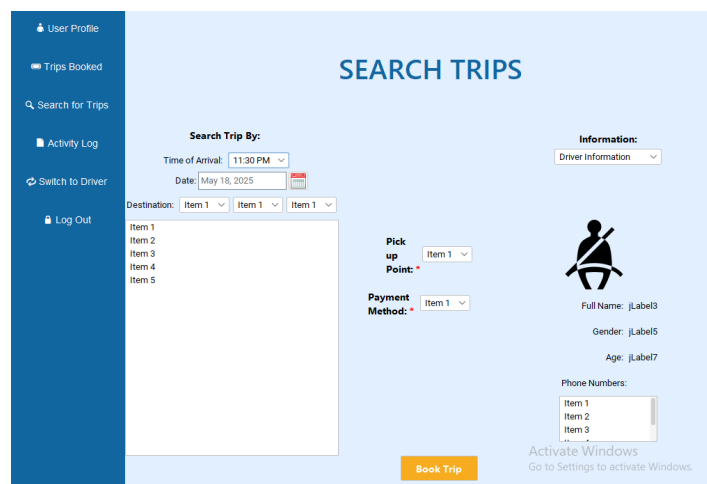 User Profile
Trips Booked
Search for Trips
Activity Log
Switch to Driver
Log Out
SEARCH TRIPS
Search Trip By:
Time of Arrival: 11:30 PM
Date: May 18, 2025
Destination: Item 1 Item 1 Item 1
Item 1
Item 2
Item 3
Item 4
Item 5
Pick
up
Point: *
Item 1
Payment
Method: *
Item 1
Book Trip
Information:
Driver Information
Full Name: jLabel3
Gender: jLabel5
Age: jLabel7
Phone Numbers:
Item 1
Item 2
Item 3
Activate Windows
Go to Settings to activate Windows.